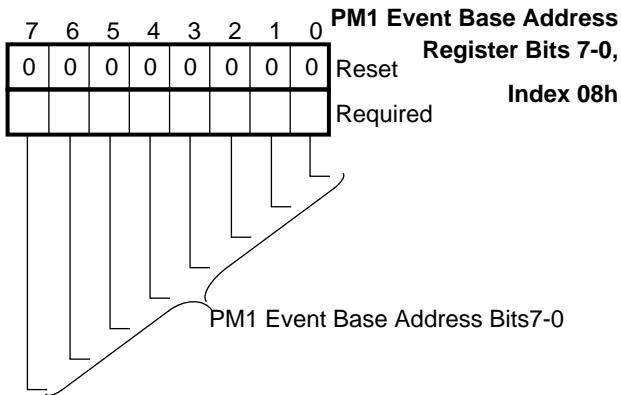 PM1 Event Base Address
Register Bits 7-0,
Index 08h
7 6 5 4 3 2 1 0
0 0 0 0 0 0 0 0 Reset
Required
PM1 Event Base Address Bits7-0